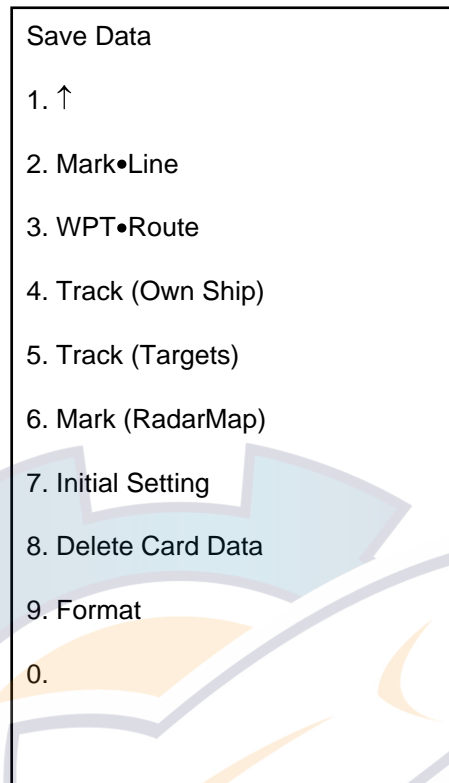 Save Data
1. ↑
2. Mark•Line
3. WPT•Route
4. Track (Own Ship)
5. Track (Targets)
6. Mark (RadarMap)
7. Initial Setting
8. Delete Card Data
9. Format
0.